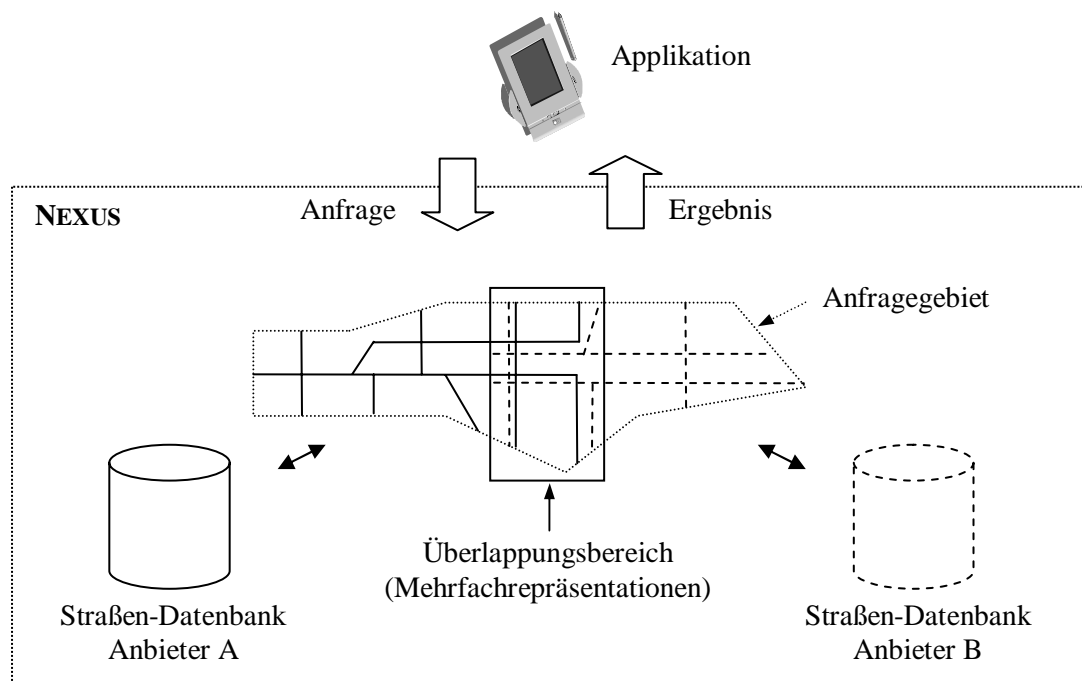 Applikation
NEXUS
Anfrage
Ergebnis
Anfragegebiet
Überlappungsbereich
(Mehrfachrepräsentationen)
Straßen-Datenbank
Anbieter A
Straßen-Datenbank
Anbieter B